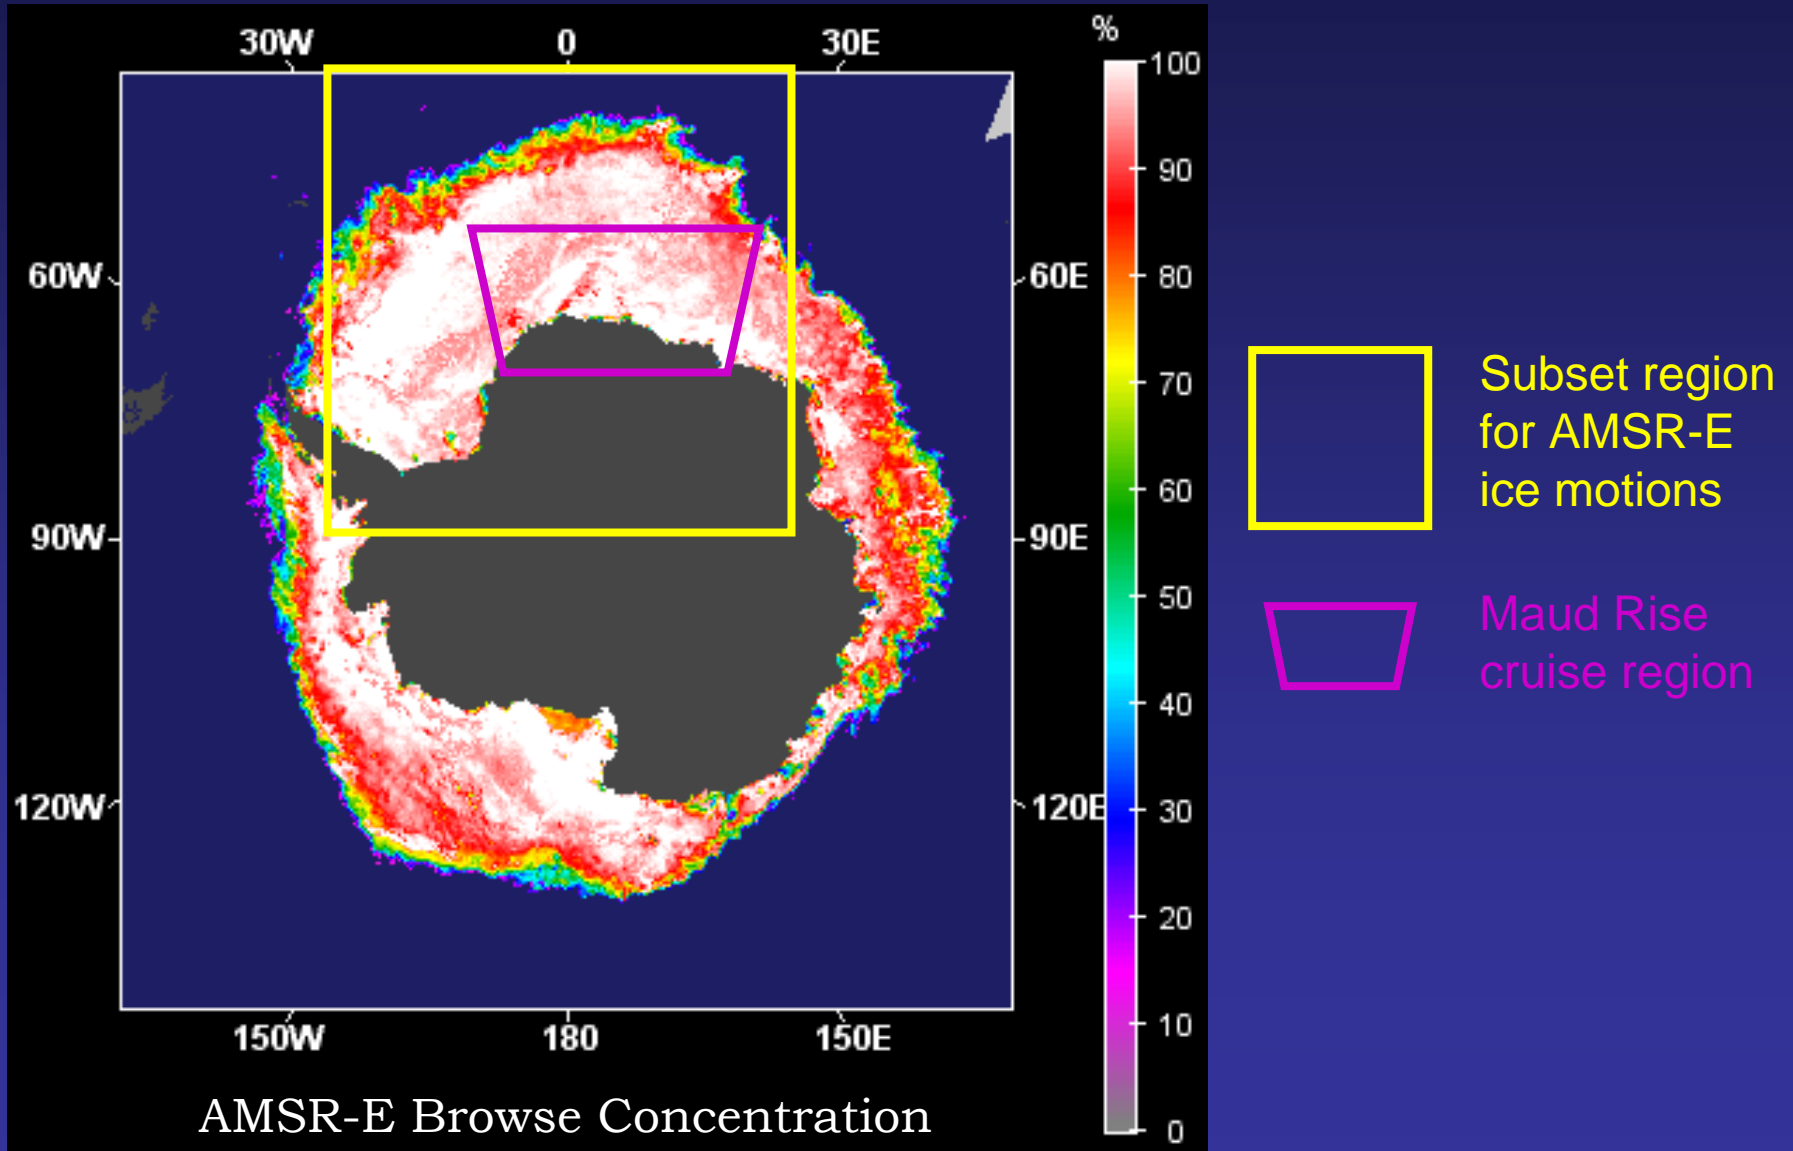 30W 0 30E %
100
90
60W 60E 80
70
60
90W 90E
50
40
120W 120E 30
20
10
150W 180 150E
0
AMSR-E Browse Concentration
Subset region
for AMSR-E
ice motions
Maud Rise
cruise region